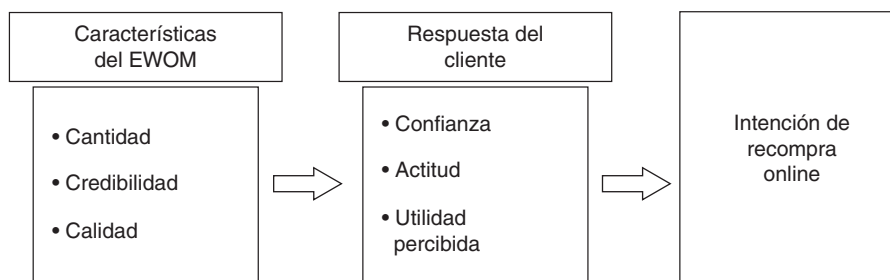 Características
del EWOM
• Cantidad
• Credibilidad
• Calidad
Respuesta del
cliente
• Confianza
• Actitud
• Utilidad
percibida
Intención de
recompra
online